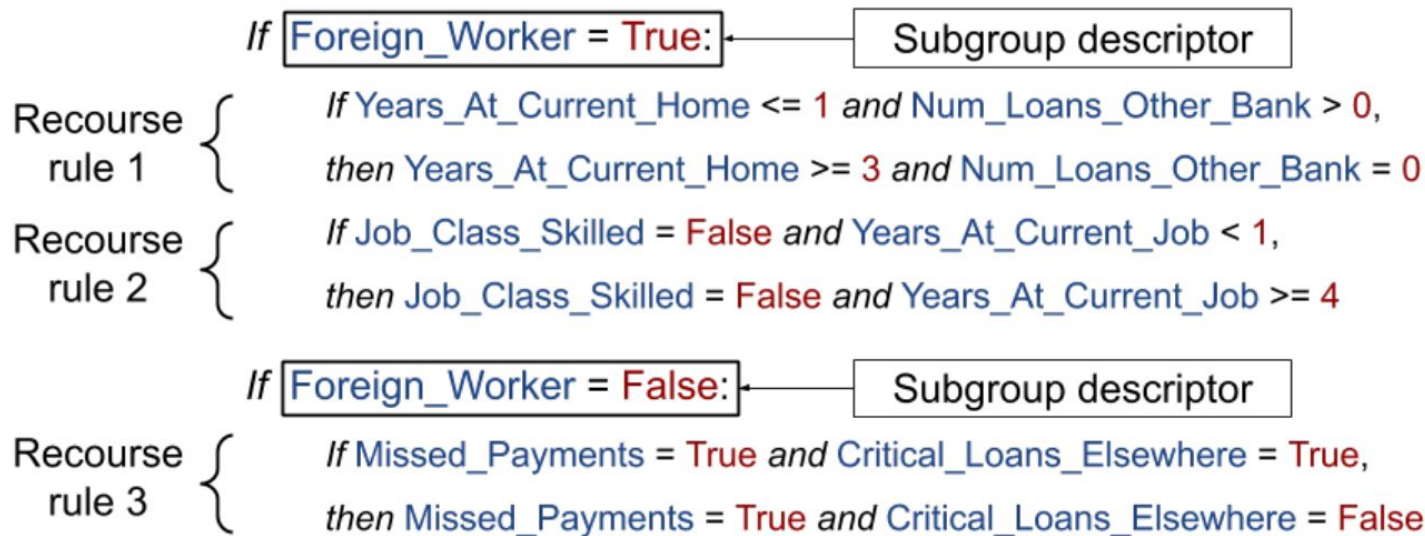 If Foreign_Worker = True: Subgroup descriptor
Recourse rule 1
If Years_At_Current_Home <= 1 and Num_Loans_Other_Bank > 0,
then Years_At_Current_Home >= 3 and Num_Loans_Other_Bank = 0
Recourse rule 2
If Job_Class_Skilled = False and Years_At_Current_Job < 1,
then Job_Class_Skilled = False and Years_At_Current_Job >= 4
If Foreign_Worker = False: Subgroup descriptor
Recourse rule 3
If Missed_Payments = True and Critical_Loans_Elsewhere = True,
then Missed_Payments = True and Critical_Loans_Elsewhere = False